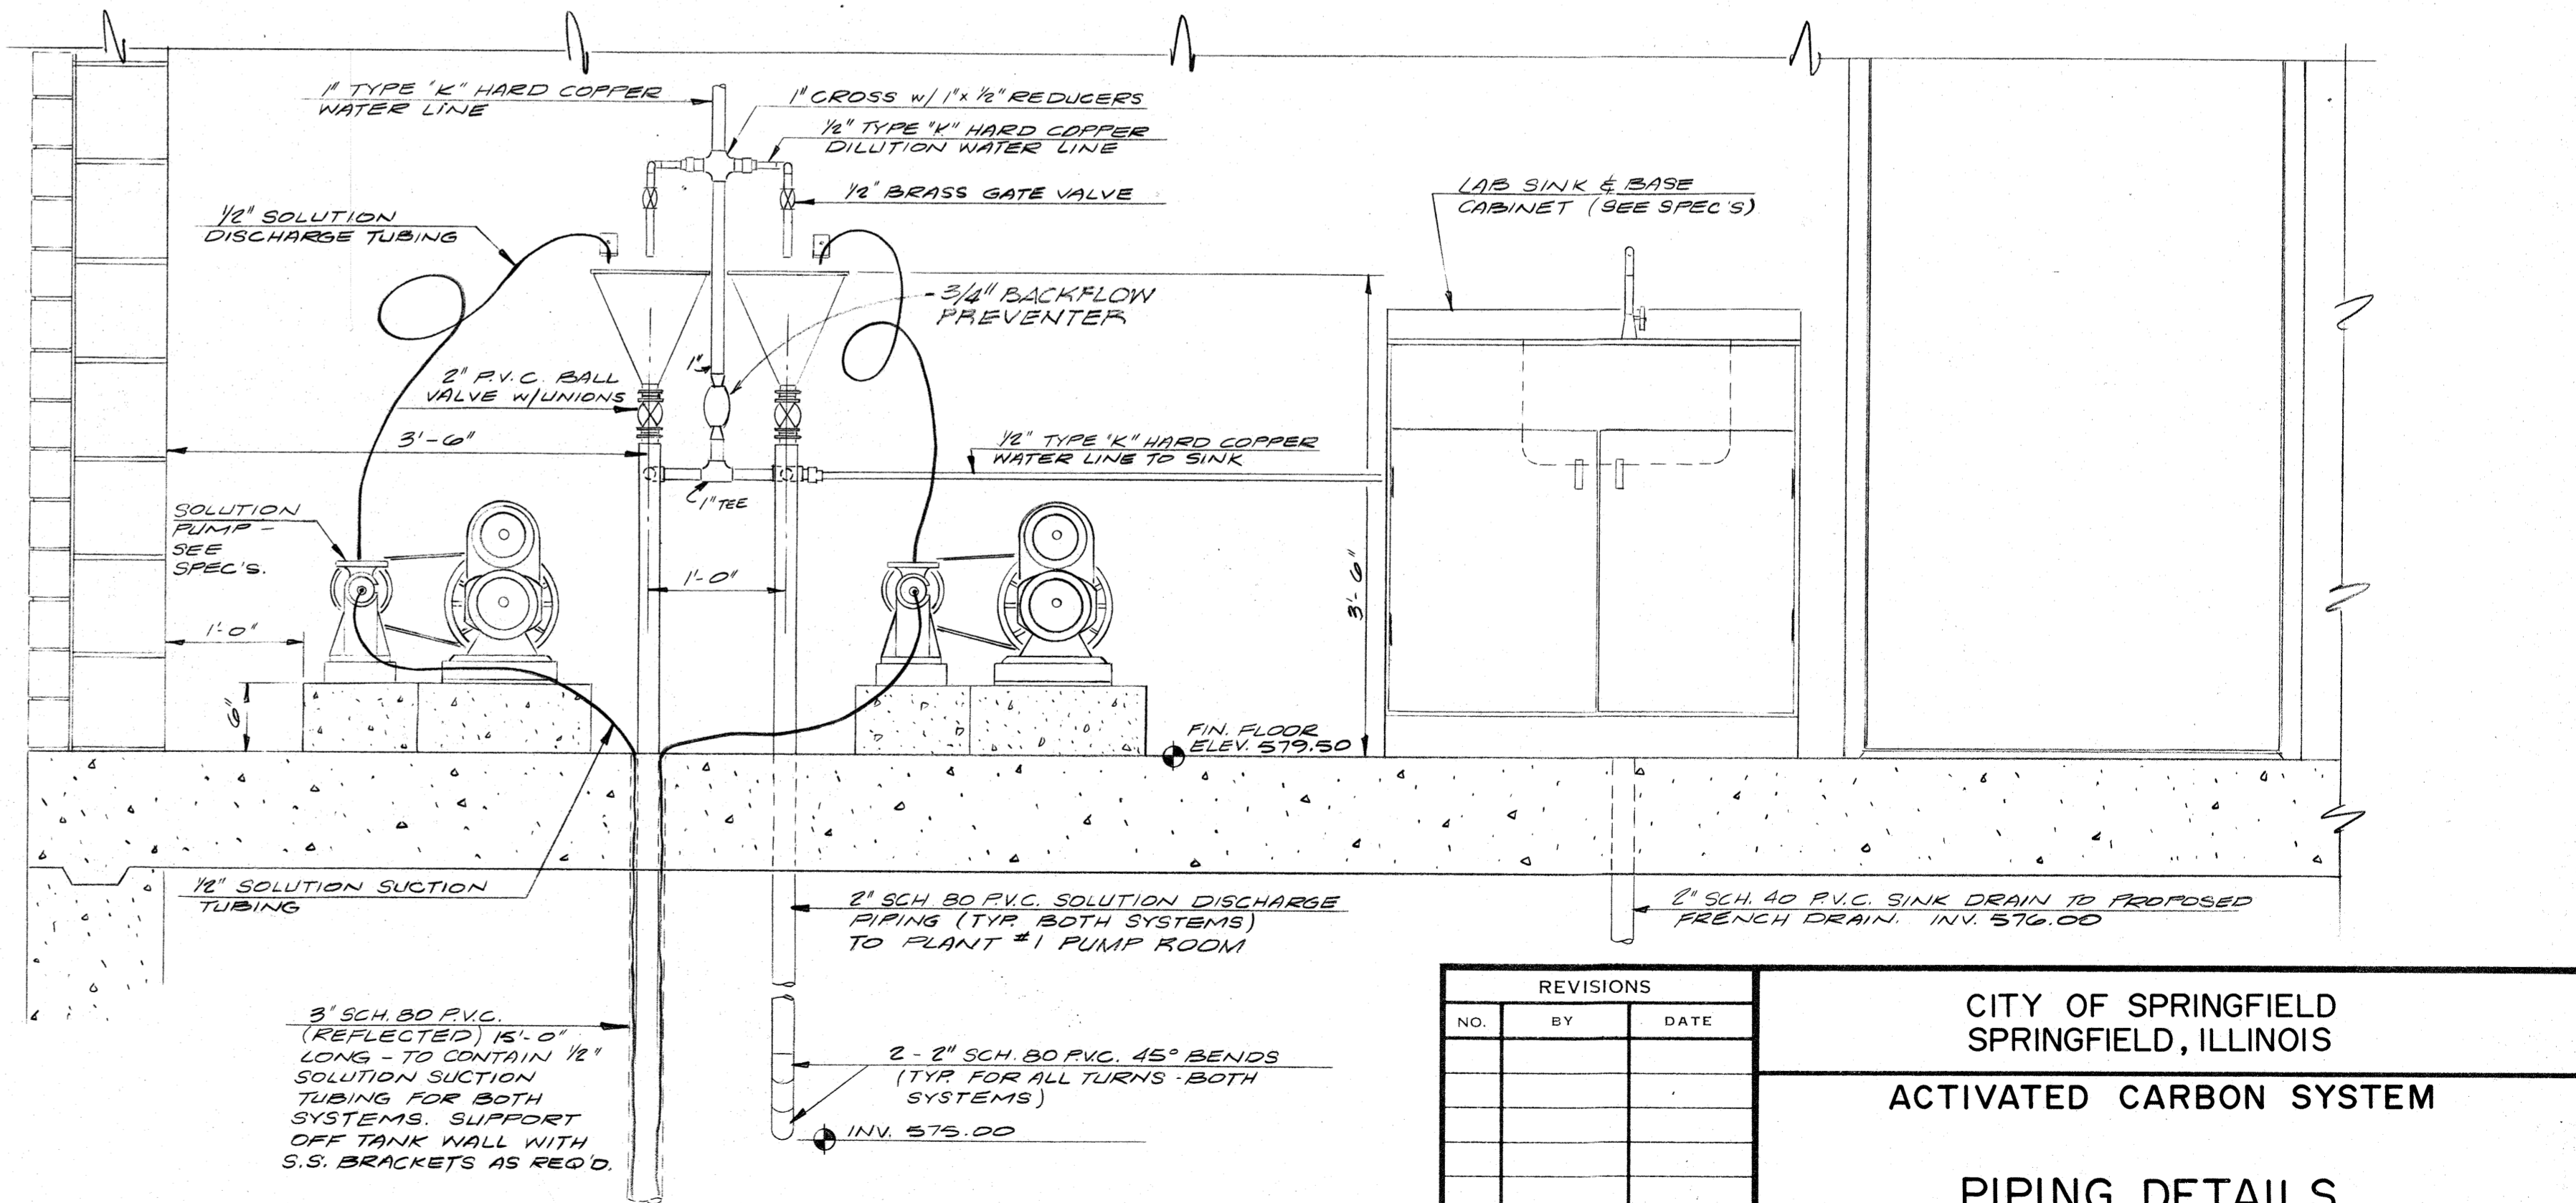 1" TYPE "K" HARD COPPER
WATER LINE
1" CROSS W/ 1" x 1/2" REDUCERS
1/2" TYPE "K" HARD COPPER
DILUTION WATER LINE
1/2" BRASS GATE VALVE
LAB SINK & BASE
CABINET (SEE SPEC'S)
1/2" SOLUTION
DISCHARGE TUBING
3/4" BACKFLOW
PREVENTER
1"
2" P.V.C. BALL
VALVE W/UNIONS
3'-6"
1/2" TYPE "K" HARD COPPER
WATER LINE TO SINK
1" TEE
SOLUTION
PUMP -
SEE
SPEC'S.
1'-0"
3'-6"
1'-0"
6"
FIN. FLOOR
ELEV. 579.50
1/2" SOLUTION SUCTION
TUBING
2" SCH. 80 P.V.C. SOLUTION DISCHARGE
PIPING (TYP. BOTH SYSTEMS)
TO PLANT #1 PUMP ROOM
2" SCH. 40 P.V.C. SINK DRAIN TO PROPOSED
FRENCH DRAIN. INV. 576.00
3" SCH. 80 P.V.C.
(REFLECTED) 15'-0"
LONG - TO CONTAIN 1/2"
SOLUTION SUCTION
TUBING FOR BOTH
SYSTEMS. SUPPORT
OFF TANK WALL WITH
S.S. BRACKETS AS REQ'D.
2 - 2" SCH. 80 P.V.C. 45° BENDS
(TYP. FOR ALL TURNS - BOTH
SYSTEMS)
INV. 575.00
REVISIONS
NO. BY DATE
CITY OF SPRINGFIELD
SPRINGFIELD, ILLINOIS
ACTIVATED CARBON SYSTEM
PIPING DETAILS